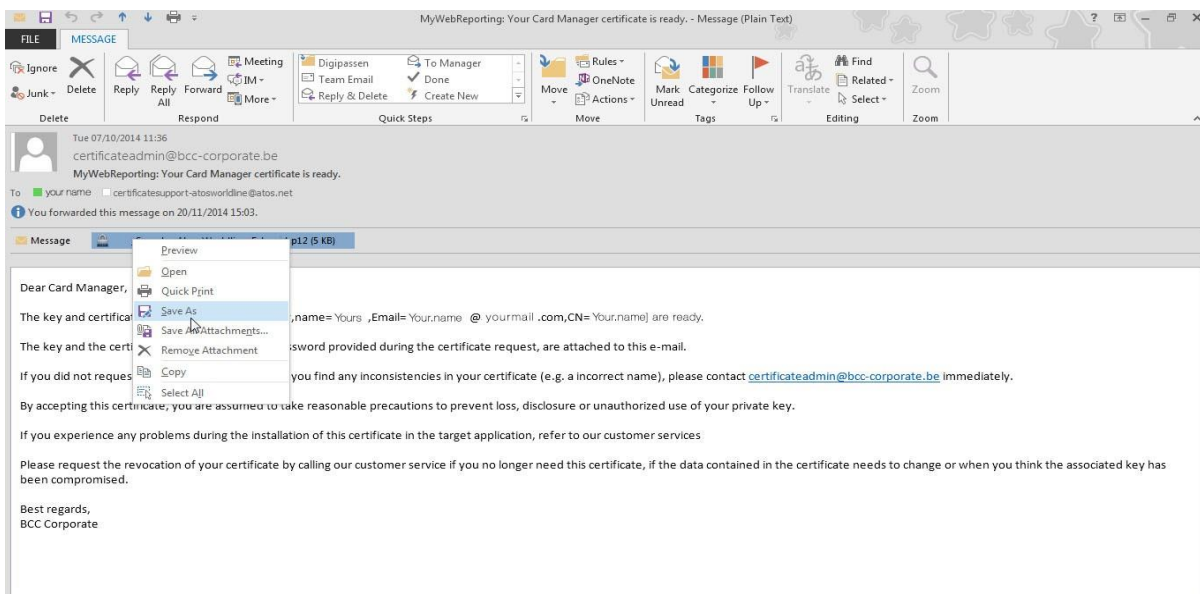 MyWebReporting: Your Card Manager certificate is ready. - Message (Plain Text)
FILE MESSAGE
Ignore
Junk
Delete
Reply
Reply All
Forward
Meeting
IM
More
Digipassen
Team Email
Reply & Delete
To Manager
Done
Create New
Move
Rules
OneNote
Actions
Mark Unread
Categorize
Follow Up
Translate
Find
Related
Select
Zoom
Delete Respond Quick Steps Move Tags Editing Zoom
Tue 07/10/2014 11:36
certificateadmin@bcc-corporate.be
MyWebReporting: Your Card Manager certificate is ready.
To your name certificatesupport-atosworldline@atos.net
You forwarded this message on 20/11/2014 15:03.
Message p12 (5 KB)
Preview
Open
Quick Print
Save As
Save All Attachments...
Remove Attachment
Copy
Select All
Dear Card Manager,
The key and certifica ,name= Yours ,Email= Your.name @ yourmail .com,CN= Your.name] are ready.
The key and the certi ssword provided during the certificate request, are attached to this e-mail.
If you did not reques you find any inconsistencies in your certificate (e.g. a incorrect name), please contact certificateadmin@bcc-corporate.be immediately.
By accepting this certificate, you are assumed to take reasonable precautions to prevent loss, disclosure or unauthorized use of your private key.
If you experience any problems during the installation of this certificate in the target application, refer to our customer services
Please request the revocation of your certificate by calling our customer service if you no longer need this certificate, if the data contained in the certificate needs to change or when you think the associated key has
been compromised.
Best regards,
BCC Corporate